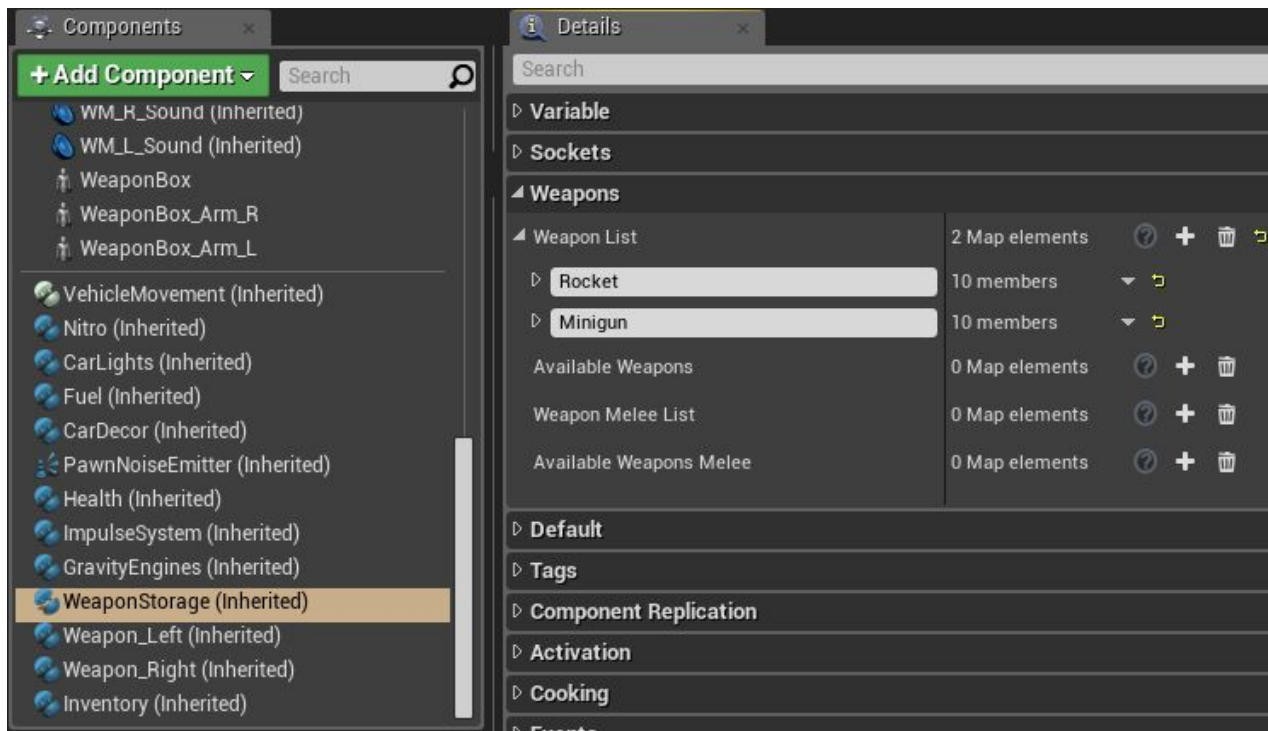 Components
+Add Component
Search
WM_R_Sound (Inherited)
WM_L_Sound (Inherited)
WeaponBox
WeaponBox_Arm_R
WeaponBox_Arm_L
VehicleMovement (Inherited)
Nitro (Inherited)
CarLights (Inherited)
Fuel (Inherited)
CarDecor (Inherited)
PawnNoiseEmitter (Inherited)
Health (Inherited)
ImpulseSystem (Inherited)
GravityEngines (Inherited)
WeaponStorage (Inherited)
Weapon_Left (Inherited)
Weapon_Right (Inherited)
Inventory (Inherited)
Details
Search
Variable
Sockets
Weapons
Weapon List 2 Map elements
Rocket 10 members
Minigun 10 members
Available Weapons 0 Map elements
Weapon Melee List 0 Map elements
Available Weapons Melee 0 Map elements
Default
Tags
Component Replication
Activation
Cooking
Events